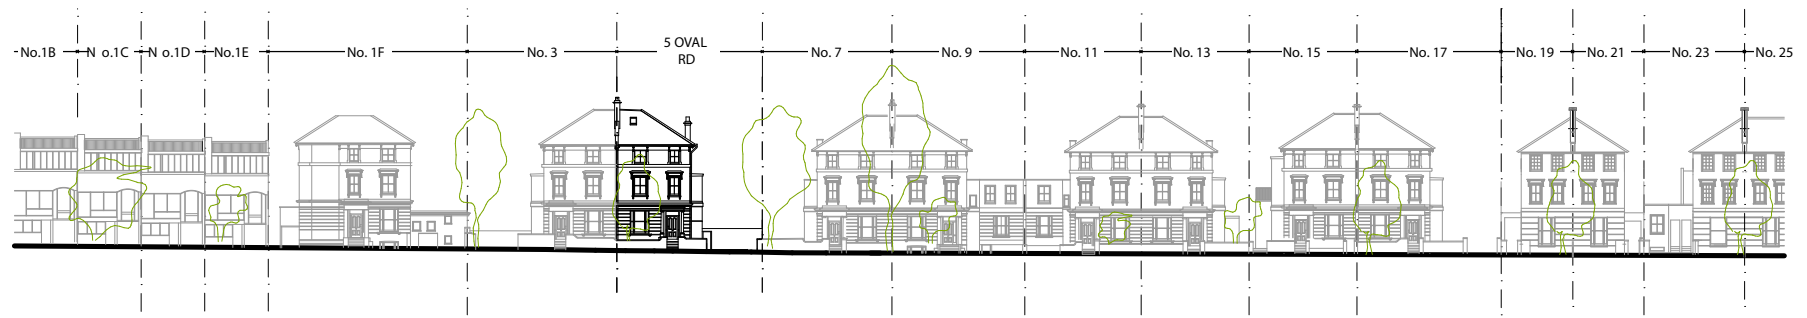 No.1B
N o.1C
N o.1D
No.1E
No. 1F
No. 3
5 OVAL
RD
No. 7
No. 9
No. 11
No. 13
No. 15
No. 17
No. 19
No. 21
No. 23
No. 25